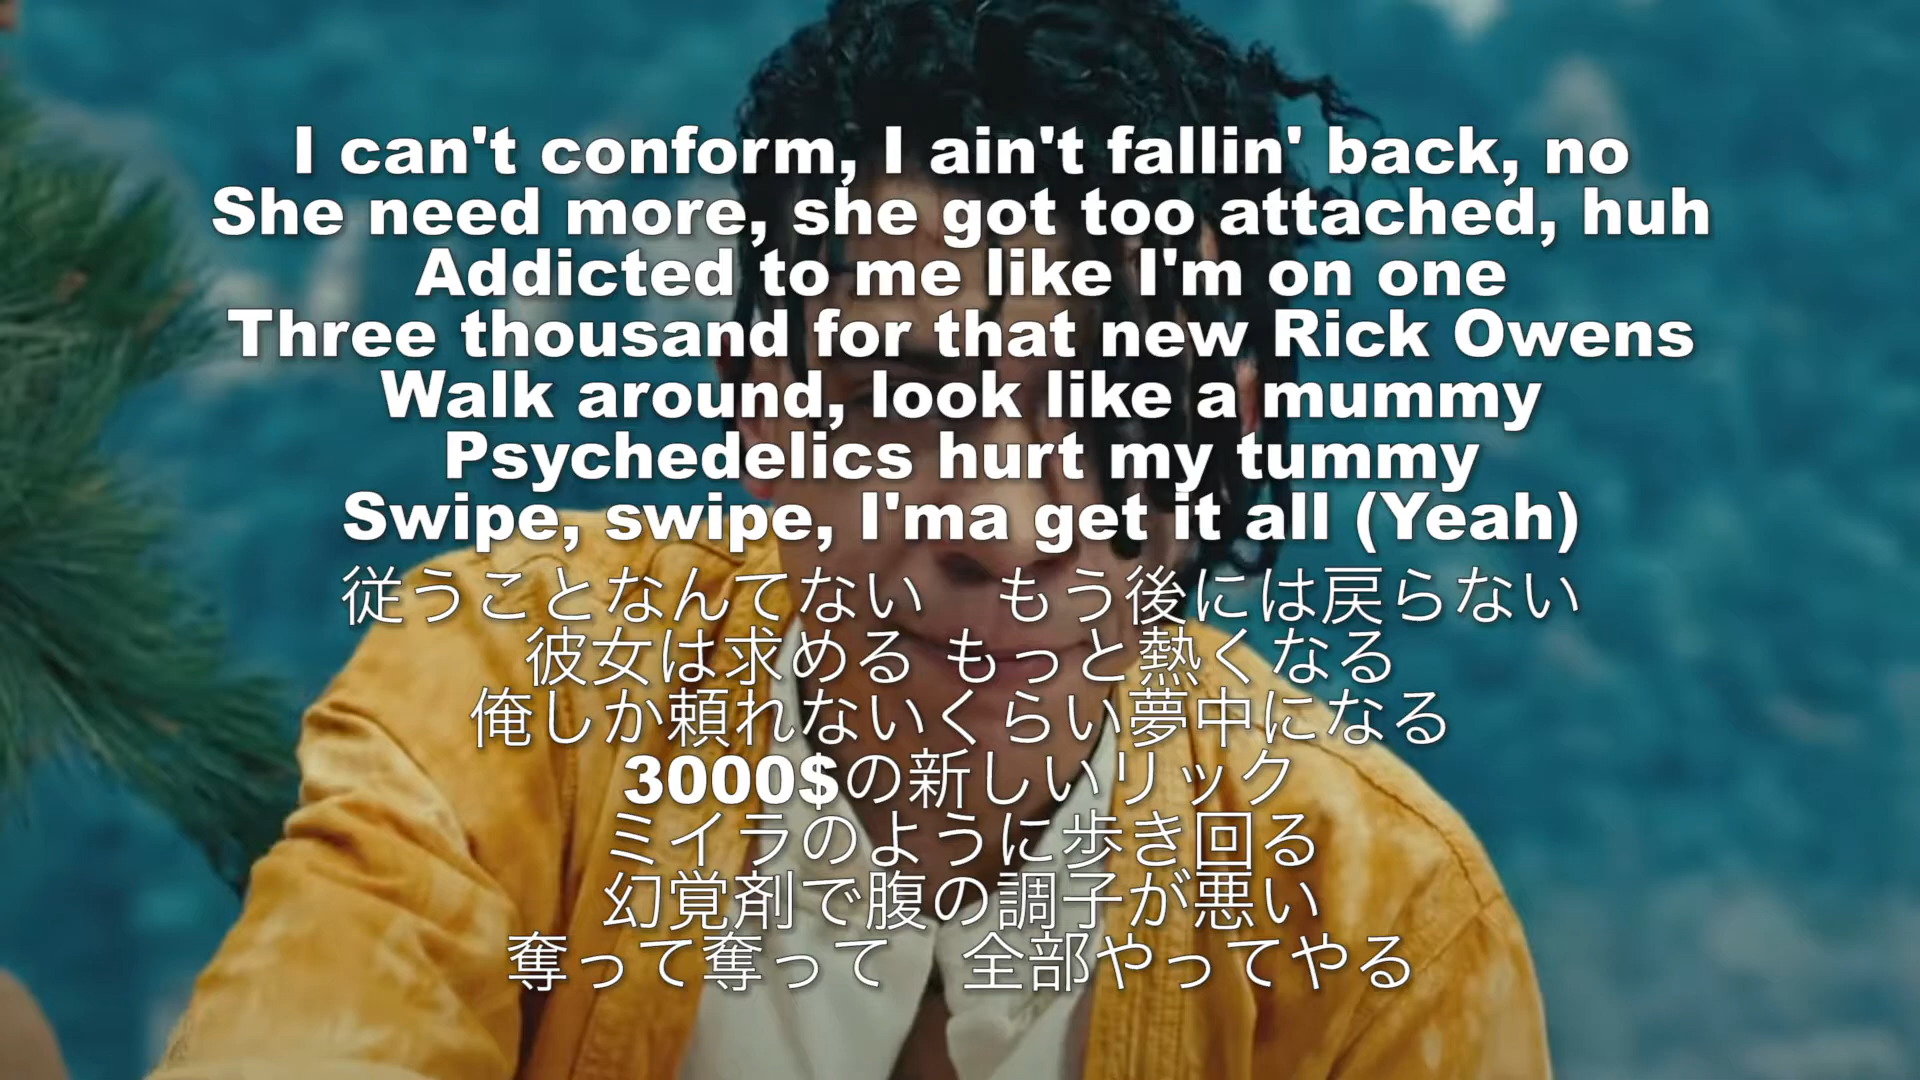 I can't conform, I ain't fallin' back, no
She need more, she got too attached, huh
Addicted to me like I'm on one
Three thousand for that new Rick Owens
Walk around, look like a mummy
Psychedelics hurt my tummy
Swipe, swipe, I'ma get it all (Yeah)
従うことなんてない　もう後には戻らない
彼女は求める もっと熱くなる
俺しか頼れないくらい夢中になる
3000$の新しいリック
ミイラのように歩き回る
幻覚剤で腹の調子が悪い
奪って奪って　全部やってやる